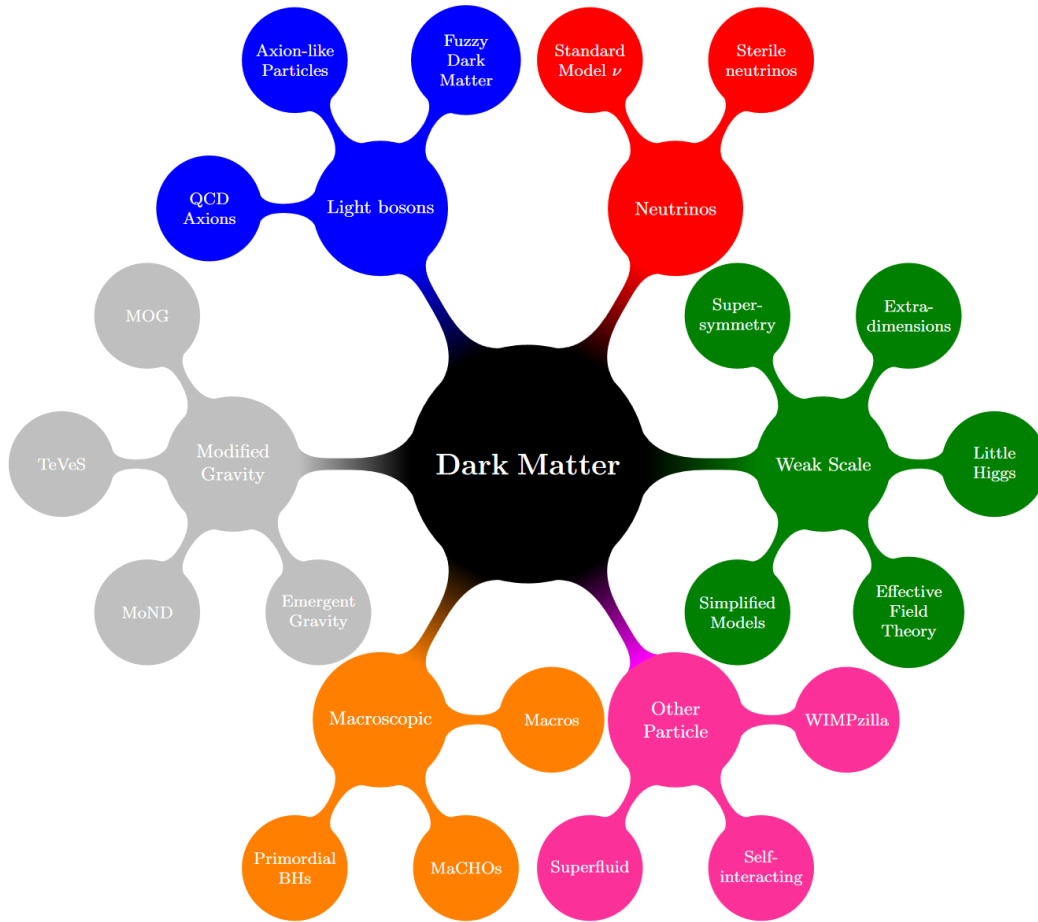 Axion-like
Particles
Fuzzy
Dark
Matter
Standard
Model ν
Sterile
neutrinos
QCD
Axions
Light bosons
Neutrinos
MOG
Super-
symmetry
Extra-
dimensions
TeVeS
Modified
Gravity
Dark Matter
Weak Scale
Little
Higgs
MoND
Emergent
Gravity
Simplified
Models
Effective
Field
Theory
Macroscopic
Macros
Other
Particle
WIMPzilla
Primordial
BHs
MaCHOs
Superfluid
Self-
interacting